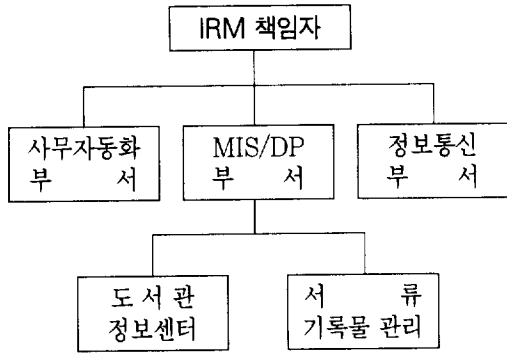 IRM 책임자
사무자동화
부 서
MIS/DP
부 서
정보통신
부 서
도 서 관
정보센터
서 류
기록물 관리